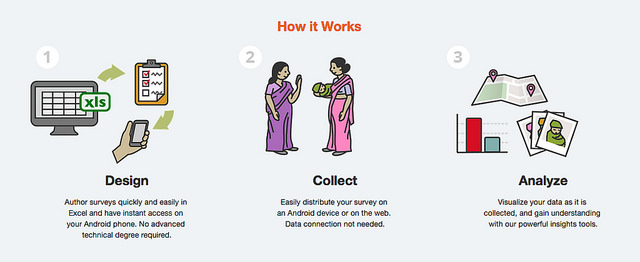 How it Works
1
xls
Design
Author surveys quickly and easily in
Excel and have instant access on
your Android phone. No advanced
technical degree required.
2
Collect
Easily distribute your survey on
an Android device or on the web.
Data connection not needed.
3
Analyze
Visualize your data as it is
collected, and gain understanding
with our powerful insights tools.